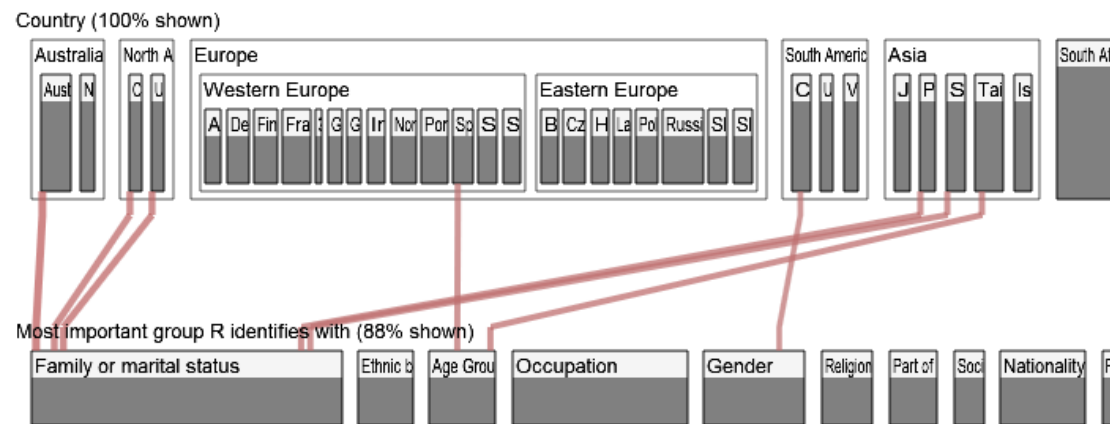 Country (100% shown)
Australia North A Europe South Americ Asia South Af
Aust N C U Western Europe Eastern Europe C U V J P S Tai Is
A De Fin Fra G G Ir Nor Por Sp S S B Cz H La Pol Russi Sl Sl
Most important group R identifies with (88% shown)
Family or marital status Ethnic b Age Grou Occupation Gender Religion Part of Soci Nationality